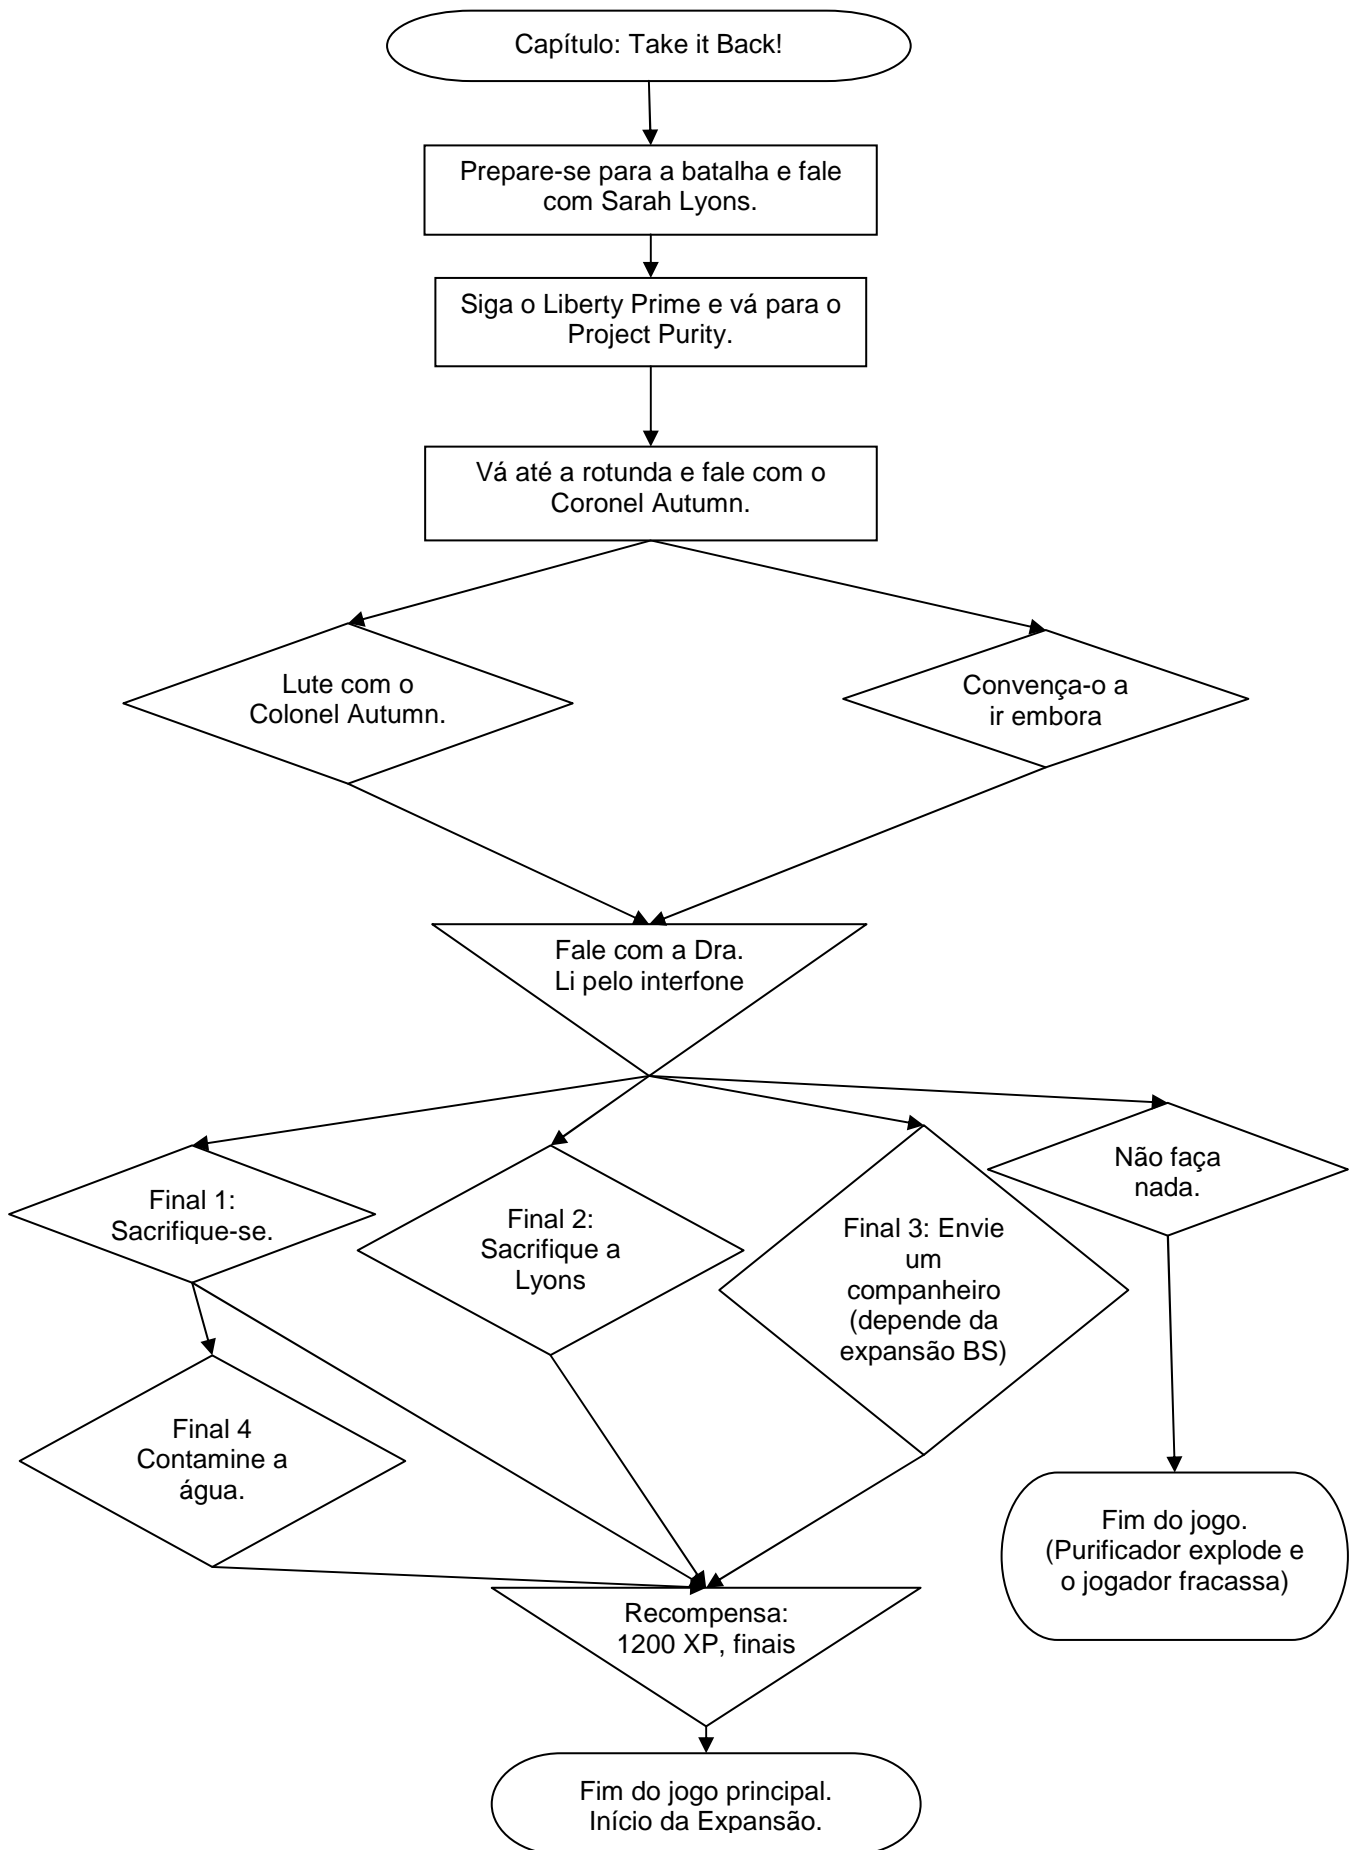 Capítulo: Take it Back!
Prepare-se para a batalha e fale
com Sarah Lyons.
Siga o Liberty Prime e vá para o
Project Purity.
Vá até a rotunda e fale com o
Coronel Autumn.
Lute com o
Colonel Autumn.
Convença-o a
ir embora
Fale com a Dra.
Li pelo interfone
Final 1:
Sacrifique-se.
Final 2:
Sacrifique a
Lyons
Final 3: Envie
um
companheiro
(depende da
expansão BS)
Não faça
nada.
Final 4
Contamine a
água.
Fim do jogo.
(Purificador explode e
o jogador fracassa)
Recompensa:
1200 XP, finais
Fim do jogo principal.
Início da Expansão.